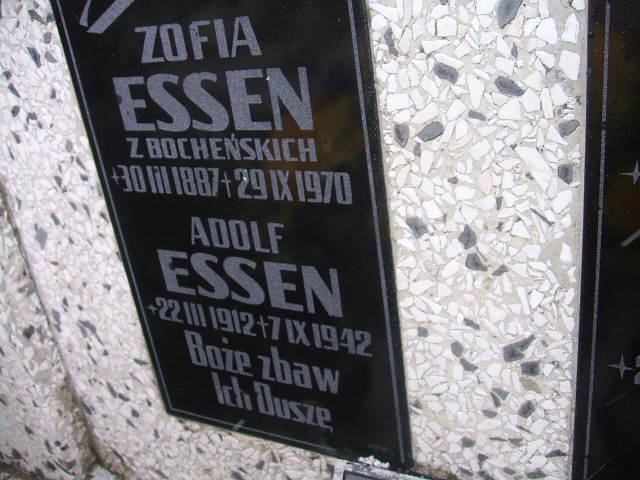 ZOFIA
ESSEN
Z BOCHEŃSKICH
+30 III 1887+ 29 IX 1970
ADOLF
ESSEN
+22 III 1912+7 IX 1942
Boże zbaw
Ich Duszę